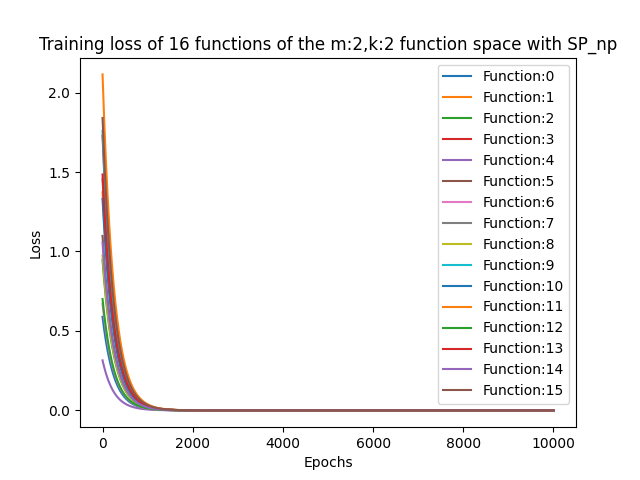 Training loss of 16 functions of the m:2,k:2 function space with SP_np
Loss
2.0
1.5
1.0
0.5
0.0
Function:0
Function:1
Function:2
Function:3
Function:4
Function:5
Function:6
Function:7
Function:8
Function:9
Function:10
Function:11
Function:12
Function:13
Function:14
Function:15
0 2000 4000 6000 8000 10000
Epochs